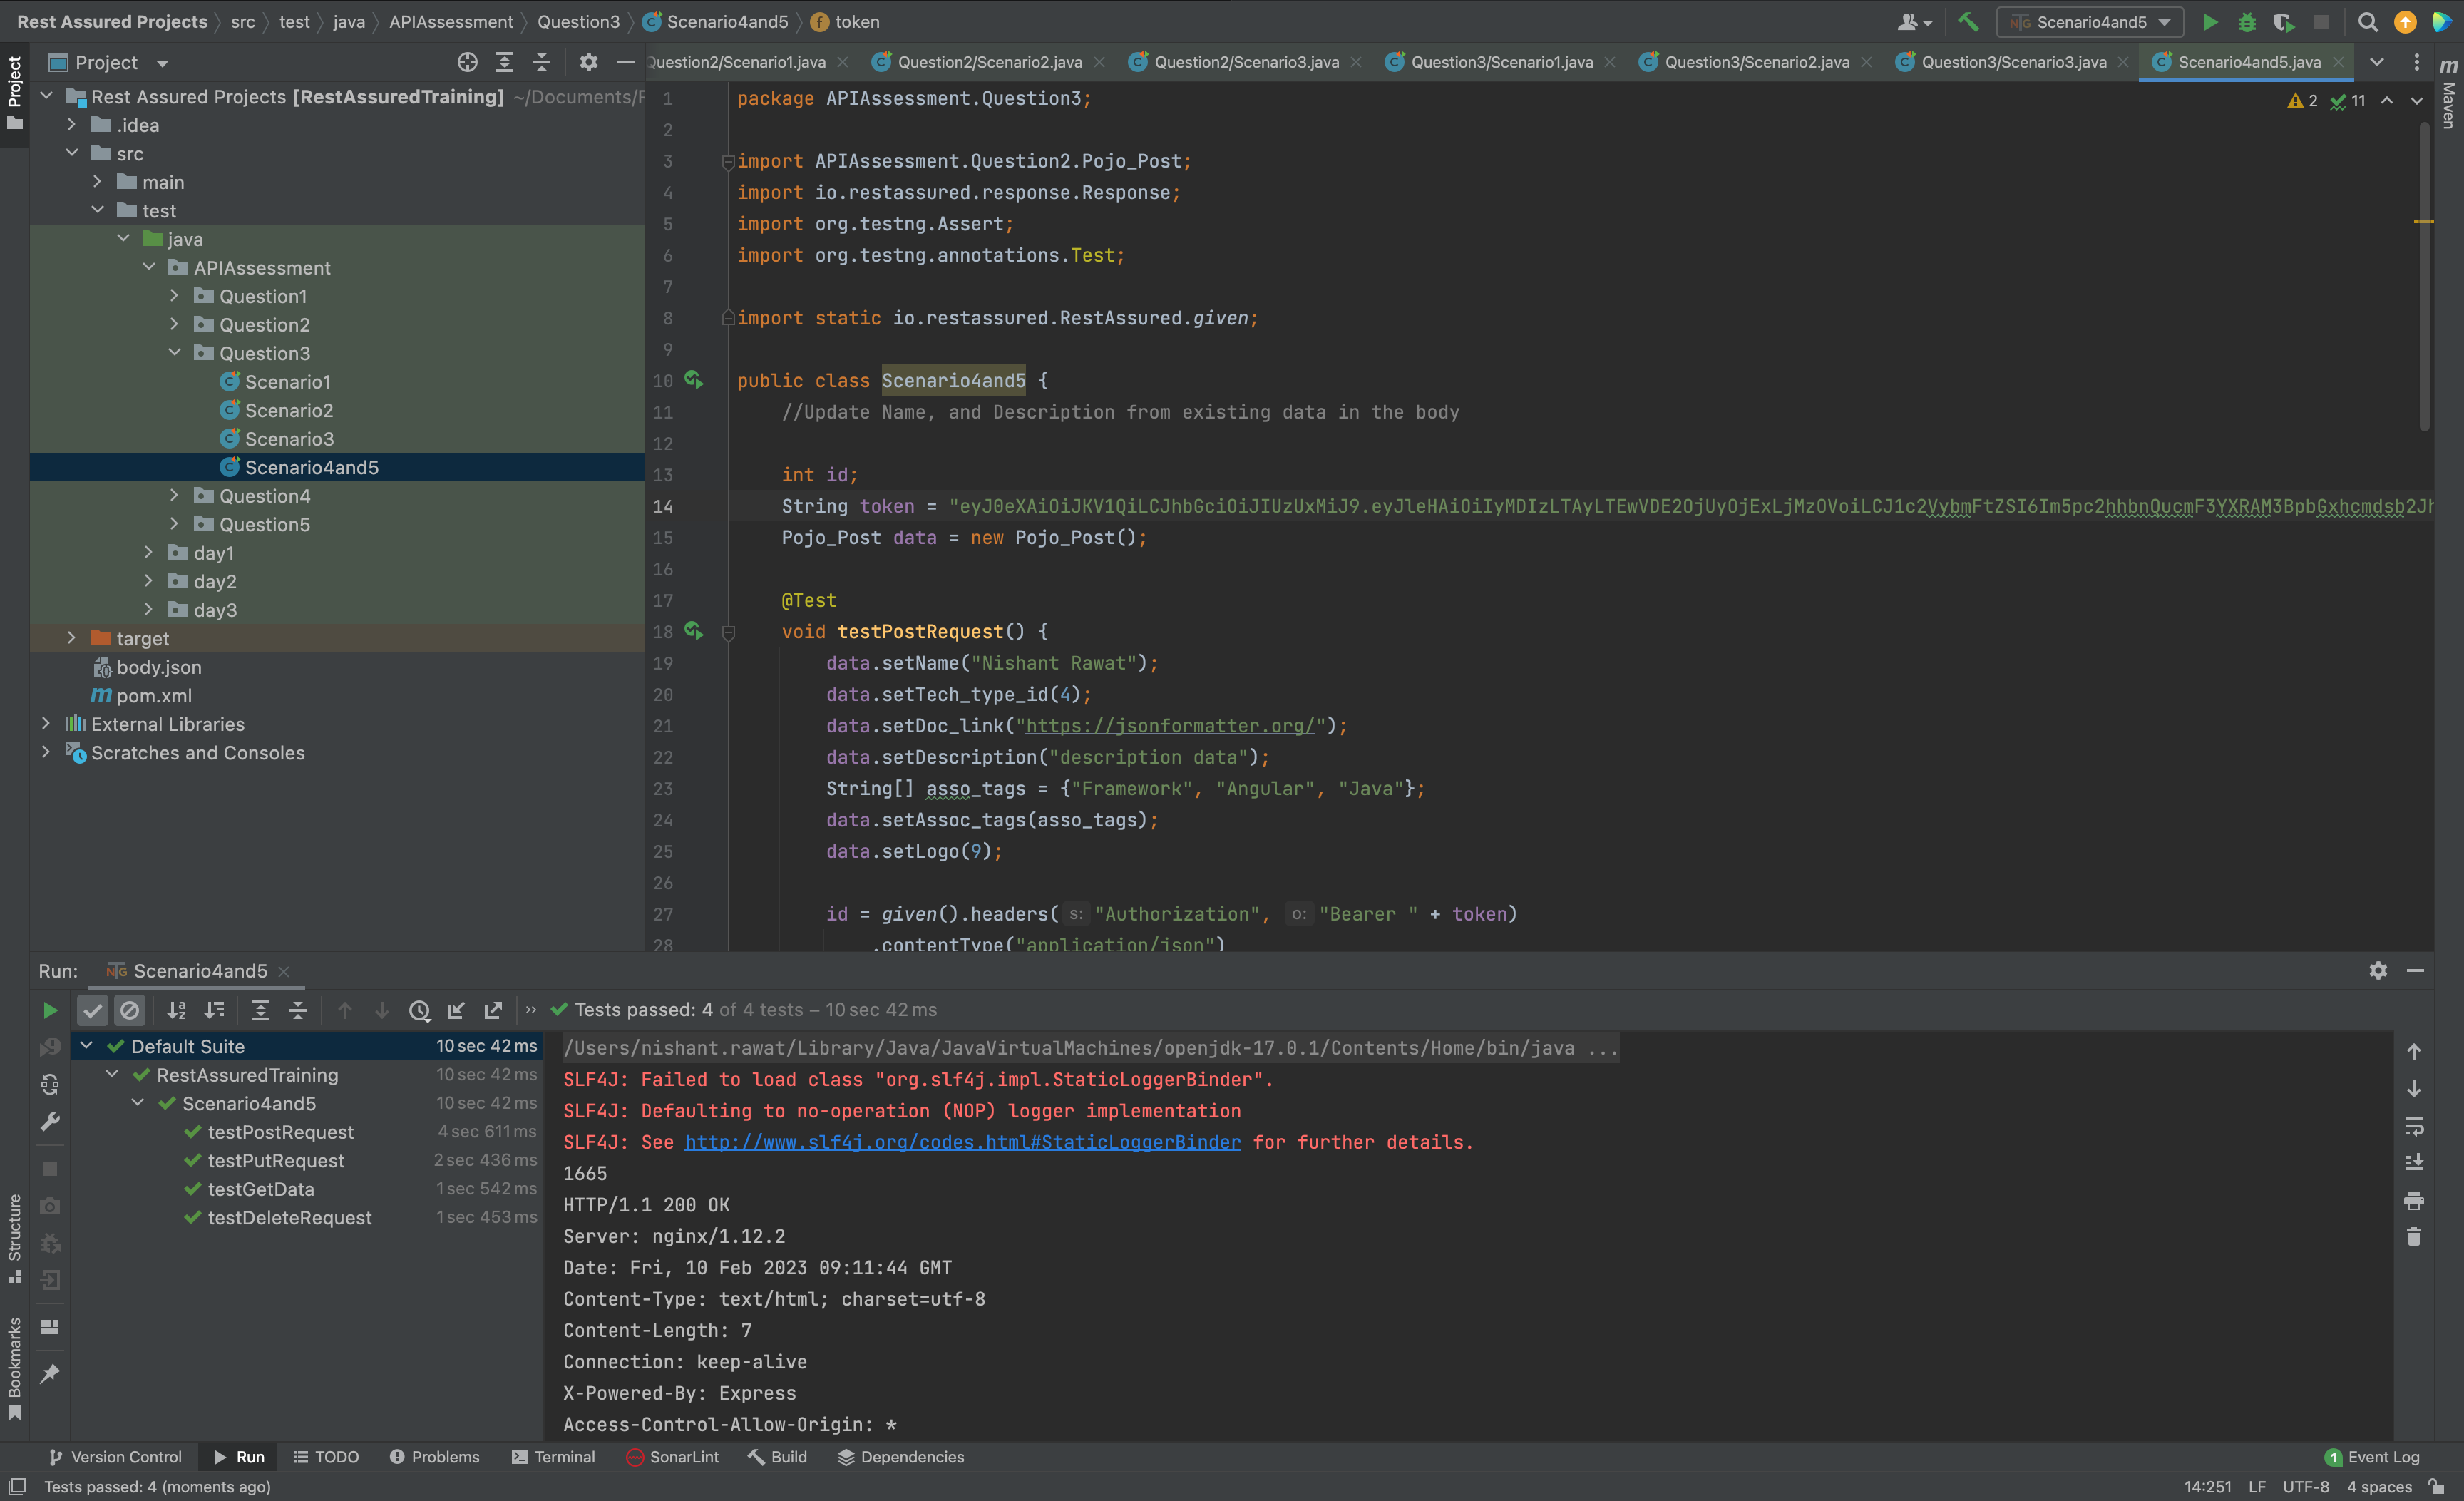 Rest Assured Projects src test java APIAssessment Question3 Scenario4and5 token
Scenario4and5
Project
Question2/Scenario1.java Question2/Scenario2.java Question2/Scenario3.java Question3/Scenario1.java Question3/Scenario2.java Question3/Scenario3.java Scenario4and5.java
Project
Maven
Rest Assured Projects [RestAssuredTraining] ~/Documents/
.idea
src
main
test
java
APIAssessment
Question1
Question2
Question3
Scenario1
Scenario2
Scenario3
Scenario4and5
Question4
Question5
day1
day2
day3
target
body.json
pom.xml
External Libraries
Scratches and Consoles
2 11
1 package APIAssessment.Question3;
2
3 import APIAssessment.Question2.Pojo_Post;
4 import io.restassured.response.Response;
5 import org.testng.Assert;
6 import org.testng.annotations.Test;
7
8 import static io.restassured.RestAssured.given;
9
10 public class Scenario4and5 {
11 //Update Name, and Description from existing data in the body
12
13 int id;
14 String token = "eyJ0eXAiOiJKV1QiLCJhbGciOiJIUzUxMiJ9.eyJleHAiOiIyMDIzLTAyLTEwVDE2OjUyOjExLjMzOVoiLCJ1c2VybmFtZSI6Im5pc2hhbnQucmF3YXRAM3BpbGxhcmdsb2Jh
15 Pojo_Post data = new Pojo_Post();
16
17 @Test
18 void testPostRequest() {
19 data.setName("Nishant Rawat");
20 data.setTech_type_id(4);
21 data.setDoc_link("https://jsonformatter.org/");
22 data.setDescription("description data");
23 String[] asso_tags = {"Framework", "Angular", "Java"};
24 data.setAssoc_tags(asso_tags);
25 data.setLogo(9);
26
27 id = given().headers( s: "Authorization", o: "Bearer " + token)
28 .contentType("application/json")
Run: Scenario4and5
Tests passed: 4 of 4 tests – 10 sec 42 ms
Default Suite 10 sec 42 ms
RestAssuredTraining 10 sec 42 ms
Scenario4and5 10 sec 42 ms
testPostRequest 4 sec 611 ms
testPutRequest 2 sec 436 ms
testGetData 1 sec 542 ms
testDeleteRequest 1 sec 453 ms
/Users/nishant.rawat/Library/Java/JavaVirtualMachines/openjdk-17.0.1/Contents/Home/bin/java ...
SLF4J: Failed to load class "org.slf4j.impl.StaticLoggerBinder".
SLF4J: Defaulting to no-operation (NOP) logger implementation
SLF4J: See http://www.slf4j.org/codes.html#StaticLoggerBinder for further details.
1665
HTTP/1.1 200 OK
Server: nginx/1.12.2
Date: Fri, 10 Feb 2023 09:11:44 GMT
Content-Type: text/html; charset=utf-8
Content-Length: 7
Connection: keep-alive
X-Powered-By: Express
Access-Control-Allow-Origin: *
Structure
Bookmarks
Version Control Run TODO Problems Terminal SonarLint Build Dependencies 1 Event Log
Tests passed: 4 (moments ago) 14:251 LF UTF-8 4 spaces